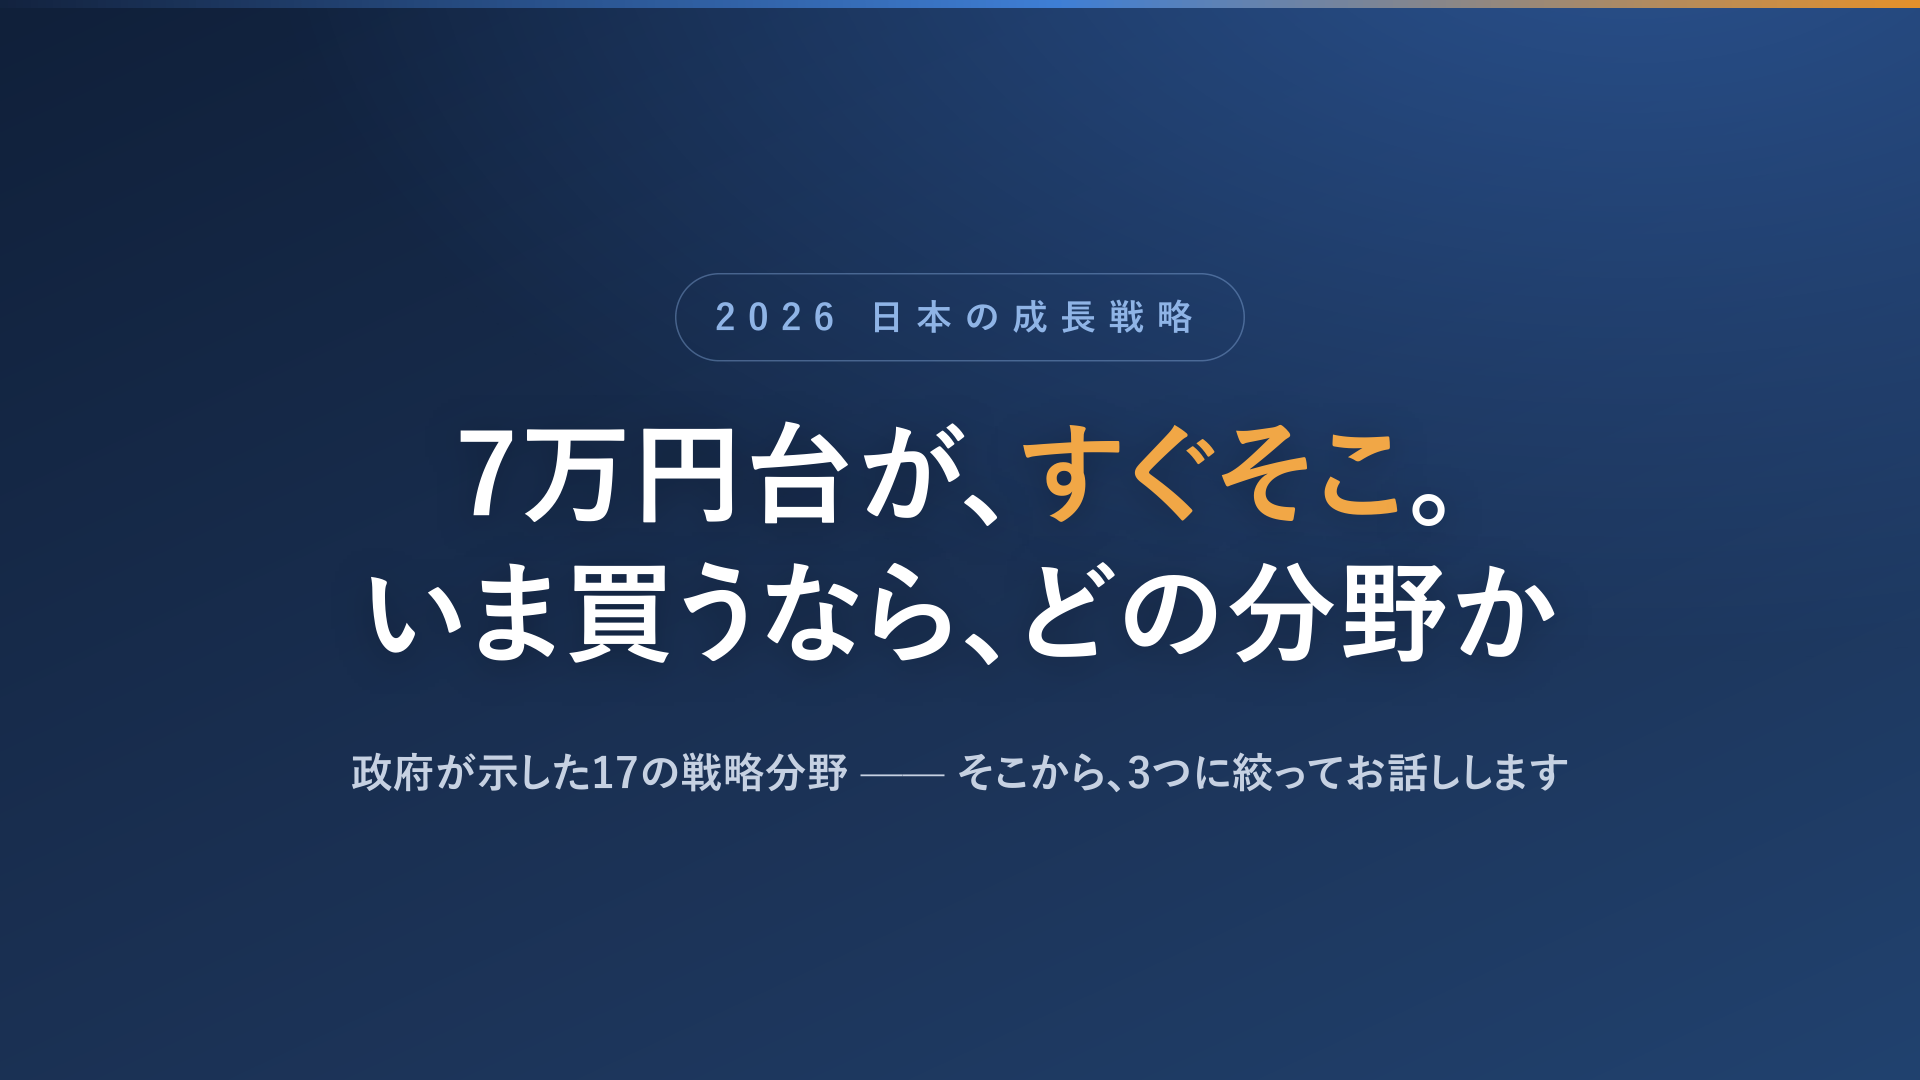 2026 日本の成長戦略
7万円台が、すぐそこ。
いま買うなら、どの分野か
政府が示した17の戦略分野 —— そこから、3つに絞ってお話しします